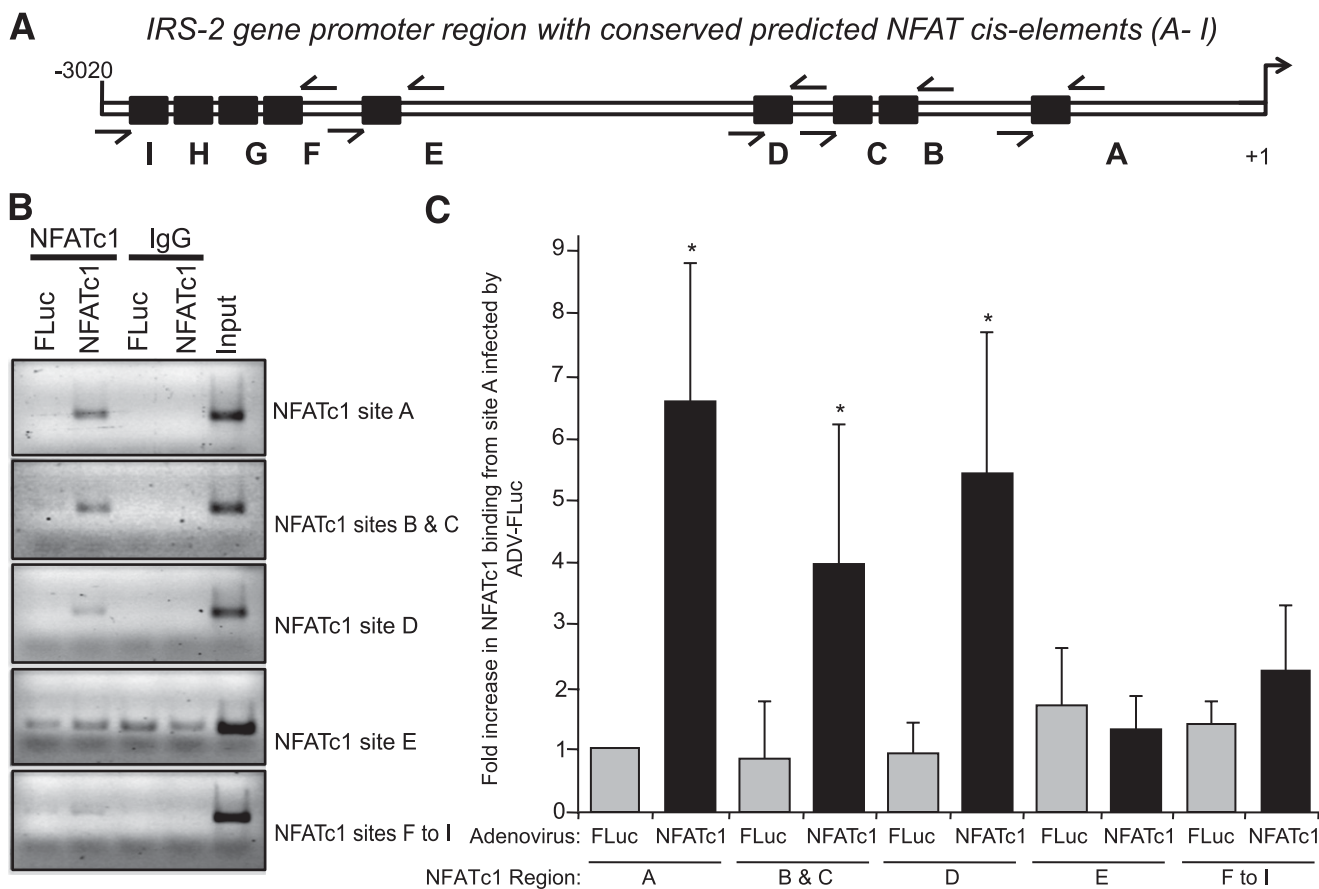 A
IRS-2 gene promoter region with conserved predicted NFAT cis-elements (A- I)
-3020
I H G F E D C B A +1
B
NFATc1 IgG
FLuc NFATc1 FLuc NFATc1 Input
NFATc1 site A
NFATc1 sites B & C
NFATc1 site D
NFATc1 site E
NFATc1 sites F to I
C
Fold increase in NFATc1 binding from site A infected by
ADV-FLuc
9
8
7
6
5
4
3
2
1
0
*
*
*
Adenovirus: FLuc NFATc1 FLuc NFATc1 FLuc NFATc1 FLuc NFATc1 FLuc NFATc1
NFATc1 Region: A B & C D E F to I